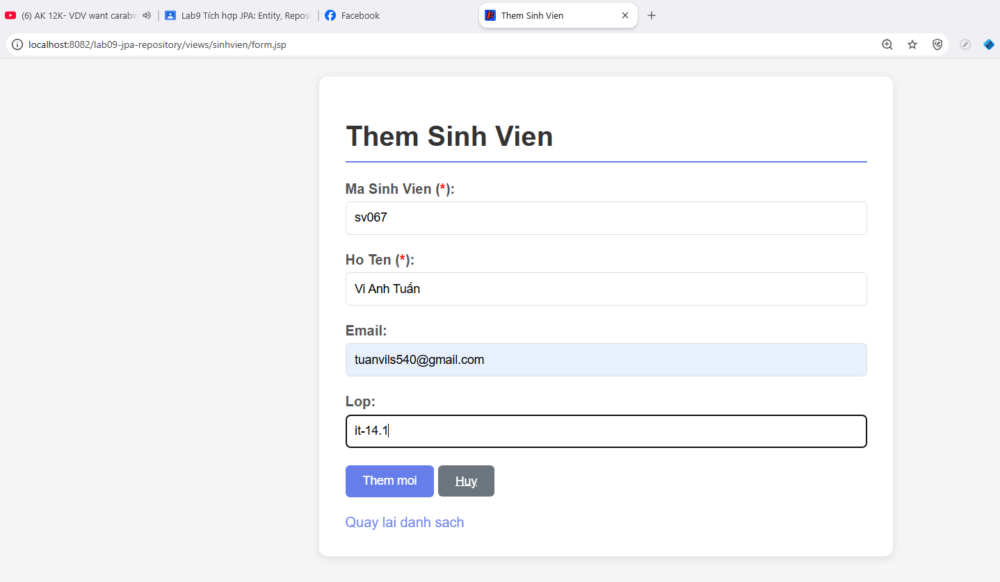 (6) AK 12K- VDV want carabin
Lab9 Tích hợp JPA: Entity, Reposi
Facebook
Them Sinh Vien
localhost:8082/lab09-jpa-repository/views/sinhvien/form.jsp
Them Sinh Vien
Ma Sinh Vien (*):
sv067
Ho Ten (*):
Vi Anh Tuấn
Email:
tuanvils540@gmail.com
Lop:
it-14.1
Them moi
Huy
Quay lai danh sach